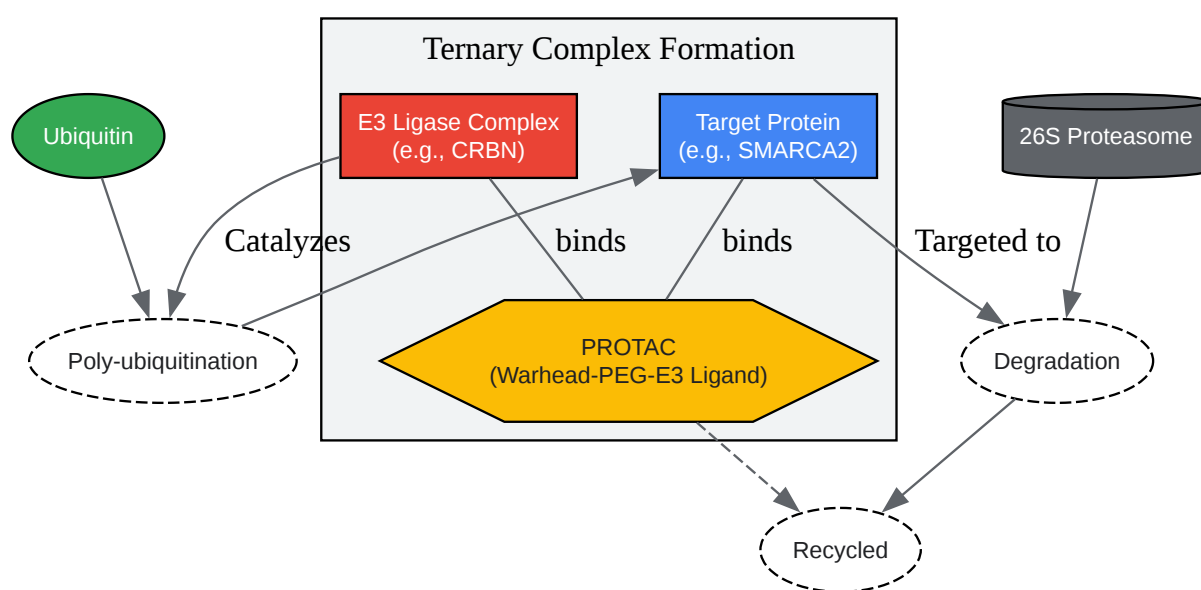 Ternary Complex Formation
Ubiquitin
E3 Ligase Complex
(e.g., CRBN)
Target Protein
(e.g., SMARCA2)
26S Proteasome
Catalyzes
binds
binds
Targeted to
Poly-ubiquitination
PROTAC
(Warhead-PEG-E3 Ligand)
Degradation
Recycled